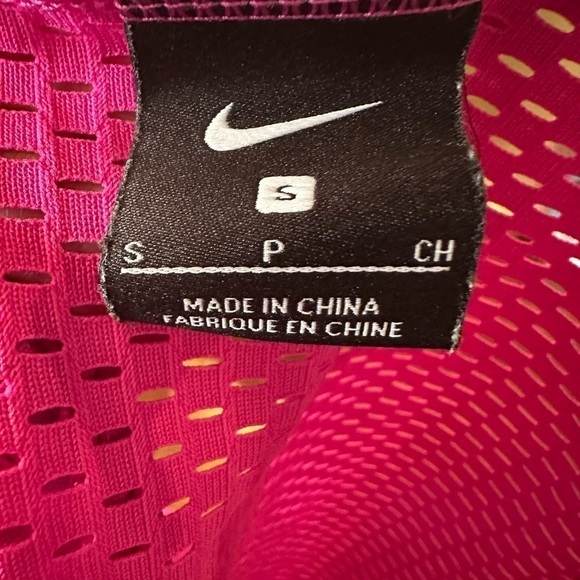 S
S P CH
MADE IN CHINA
FABRIQUE EN CHINE